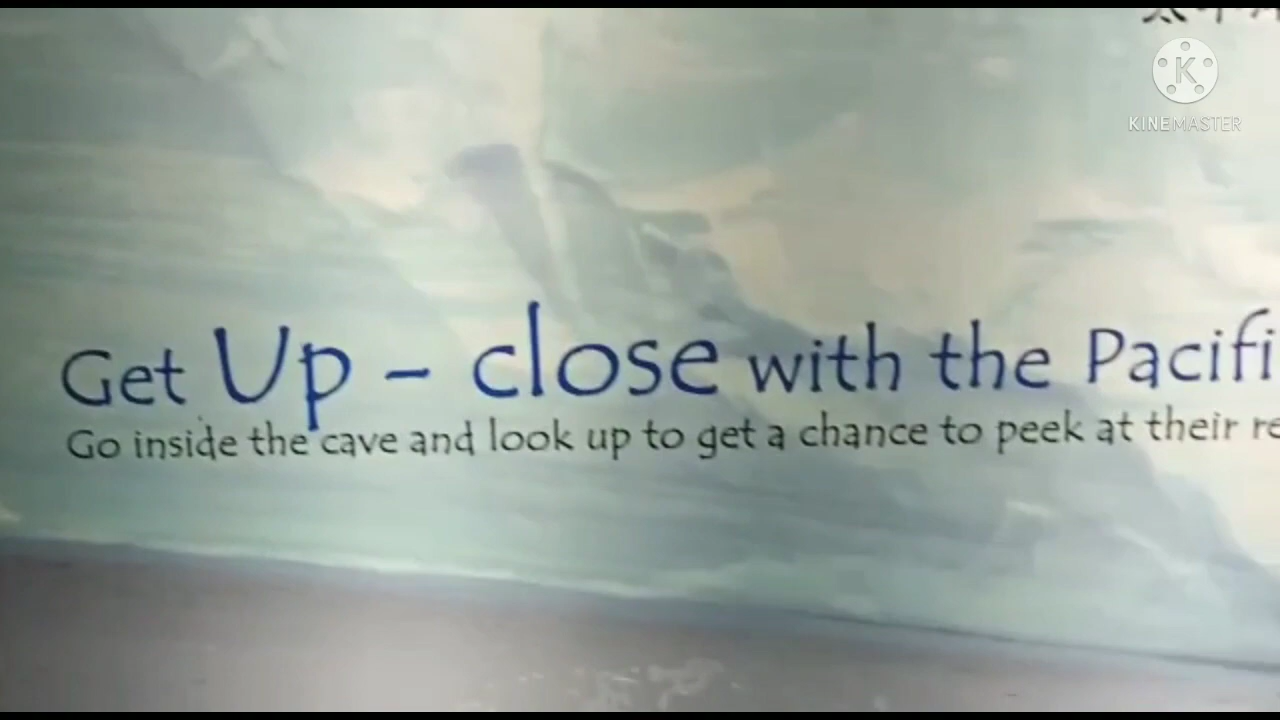 KINEMASTER
Get Up - close with the
Go inside the cave and look up to get a chance to peek at their